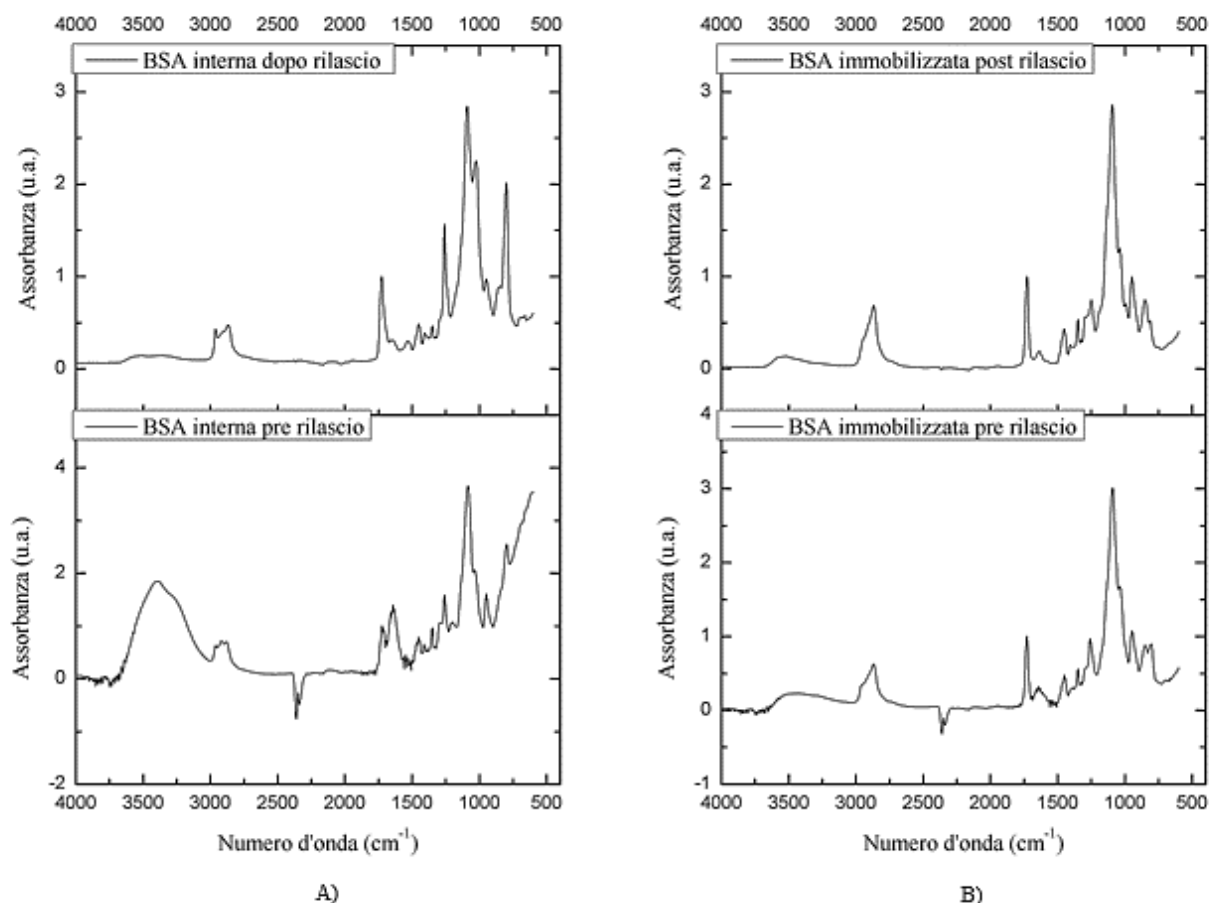 4000 3500 3000 2500 2000 1500 1000 500
BSA interna dopo rilascio
3
2
1
0
Assorbanza (u.a.)
BSA interna pre rilascio
4
2
0
-2
Assorbanza (u.a.)
4000 3500 3000 2500 2000 1500 1000 500
Numero d'onda (cm⁻¹)
A)
4000 3500 3000 2500 2000 1500 1000 500
BSA immobilizzata post rilascio
3
2
1
0
Assorbanza (u.a.)
4
BSA immobilizzata pre rilascio
3
2
1
0
-1
Assorbanza (u.a.)
4000 3500 3000 2500 2000 1500 1000 500
Numero d'onda (cm⁻¹)
B)